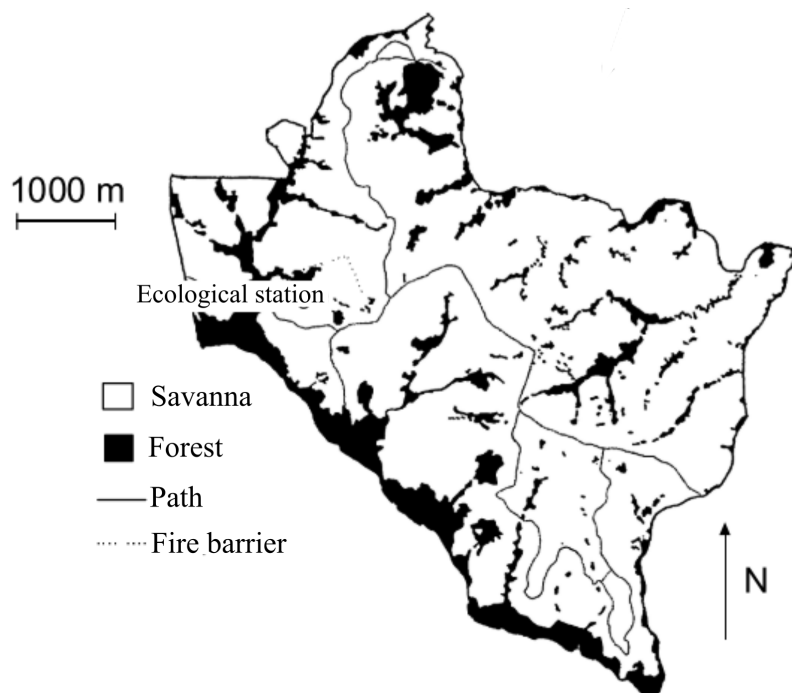 1000 m
Ecological station
Savanna
Forest
Path
Fire barrier
N